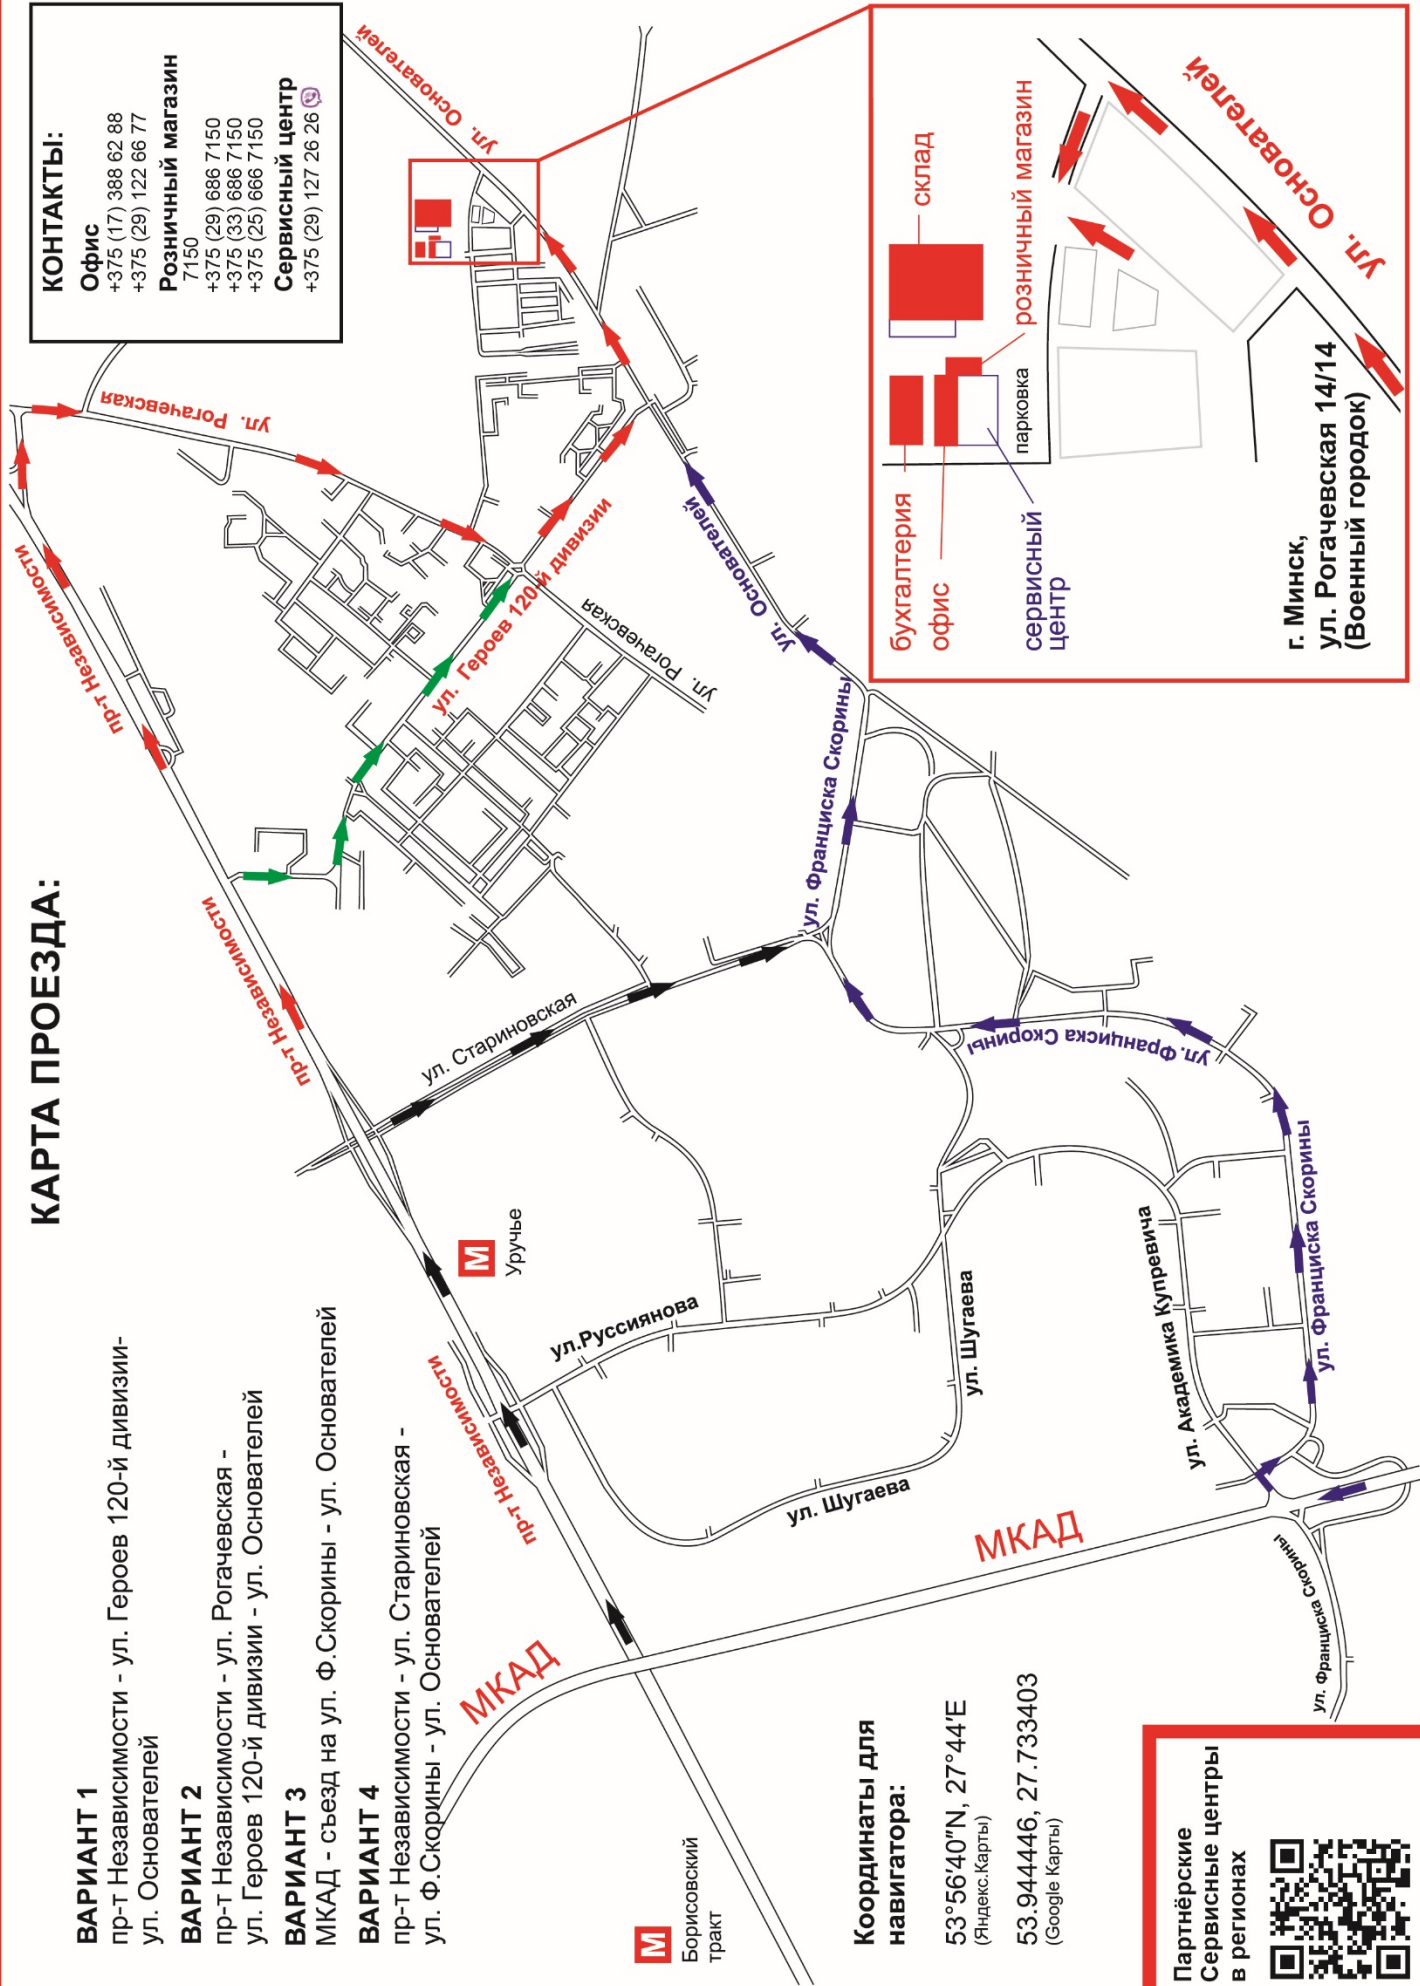 КАРТА ПРОЕЗДА:
ВАРИАНТ 1
пр-т Независимости - ул. Героев 120-й дивизии-
ул. Основателей
ВАРИАНТ 2
пр-т Независимости - ул. Рогачевская -
ул. Героев 120-й дивизии - ул. Основателей
ВАРИАНТ 3
МКАД - съезд на ул. Ф.Скорины - ул. Основателей
ВАРИАНТ 4
пр-т Независимости - ул. Стариновская -
ул. Ф.Скорины - ул. Основателей
КОНТАКТЫ:
Офис
+375 (17) 388 62 88
+375 (29) 122 66 77
Розничный магазин
7150
+375 (29) 686 7150
+375 (33) 686 7150
+375 (25) 666 7150
Сервисный центр
+375 (29) 127 26 26
пр-т Независимости
пр-т Независимости
пр-т Независимости
ул. Рогачевская
ул. Основателей
ул. Героев 120-й дивизии
ул. Рогачевская
ул. Основателей
ул. Стариновская
ул. Франциска Скорины
ул. Франциска Скорины
ул. Франциска Скорины
ул. Франциска Скорины
М
Уручье
ул.Руссиянова
ул. Шугаева
ул. Шугаева
ул. Академика Купревича
МКАД
МКАД
М
Борисовский
тракт
Координаты для
навигатора:
53°56'40"N, 27°44'E
(Яндекс.Карты)
53.944446, 27.733403
(Google Карты)
Партнёрские
Сервисные центры
в регионах
бухгалтерия
офис
сервисный
центр
парковка
склад
розничный магазин
ул. Основателей
г. Минск,
ул. Рогачевская 14/14
(Военный городок)